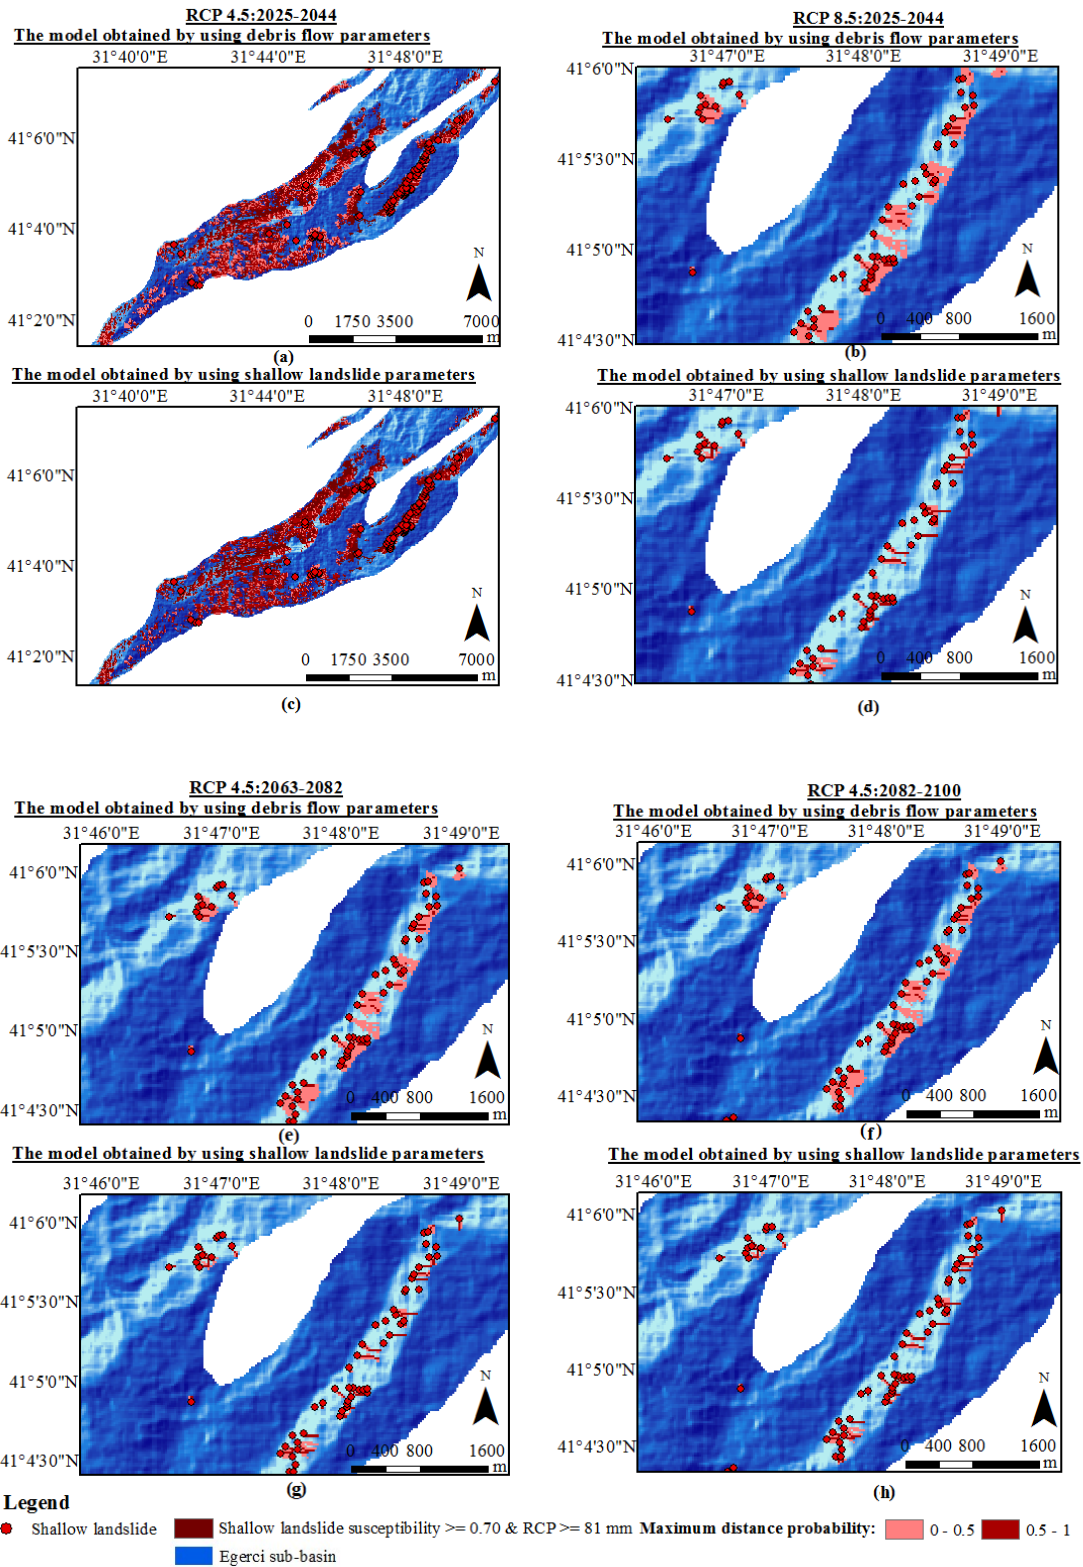 RCP 4.5:2025-2044
The model obtained by using debris flow parameters
31°40'0"E 31°44'0"E 31°48'0"E
41°6'0"N
41°4'0"N
41°2'0"N
N
0 1750 3500 7000
m
(a)
RCP 8.5:2025-2044
The model obtained by using debris flow parameters
31°47'0"E 31°48'0"E 31°49'0"E
41°6'0"N
41°5'30"N
41°5'0"N
41°4'30"N
N
0 400 800 1600
m
(b)
The model obtained by using shallow landslide parameters
31°40'0"E 31°44'0"E 31°48'0"E
41°6'0"N
41°4'0"N
41°2'0"N
N
0 1750 3500 7000
m
(c)
The model obtained by using shallow landslide parameters
31°47'0"E 31°48'0"E 31°49'0"E
41°6'0"N
41°5'30"N
41°5'0"N
41°4'30"N
N
0 400 800 1600
m
(d)
RCP 4.5:2063-2082
The model obtained by using debris flow parameters
31°46'0"E 31°47'0"E 31°48'0"E 31°49'0"E
41°6'0"N
41°5'30"N
41°5'0"N
41°4'30"N
N
0 400 800 1600
m
(e)
RCP 4.5:2082-2100
The model obtained by using debris flow parameters
31°46'0"E 31°47'0"E 31°48'0"E 31°49'0"E
41°6'0"N
41°5'30"N
41°5'0"N
41°4'30"N
N
0 400 800 1600
m
(f)
The model obtained by using shallow landslide parameters
31°46'0"E 31°47'0"E 31°48'0"E 31°49'0"E
41°6'0"N
41°5'30"N
41°5'0"N
41°4'30"N
N
0 400 800 1600
m
(g)
The model obtained by using shallow landslide parameters
31°46'0"E 31°47'0"E 31°48'0"E 31°49'0"E
41°6'0"N
41°5'30"N
41°5'0"N
41°4'30"N
N
0 400 800 1600
m
(h)
Legend
Shallow landslide Shallow landslide susceptibility >= 0.70 & RCP >= 81 mm Maximum distance probability: 0 - 0.5 0.5 - 1
Egerci sub-basin